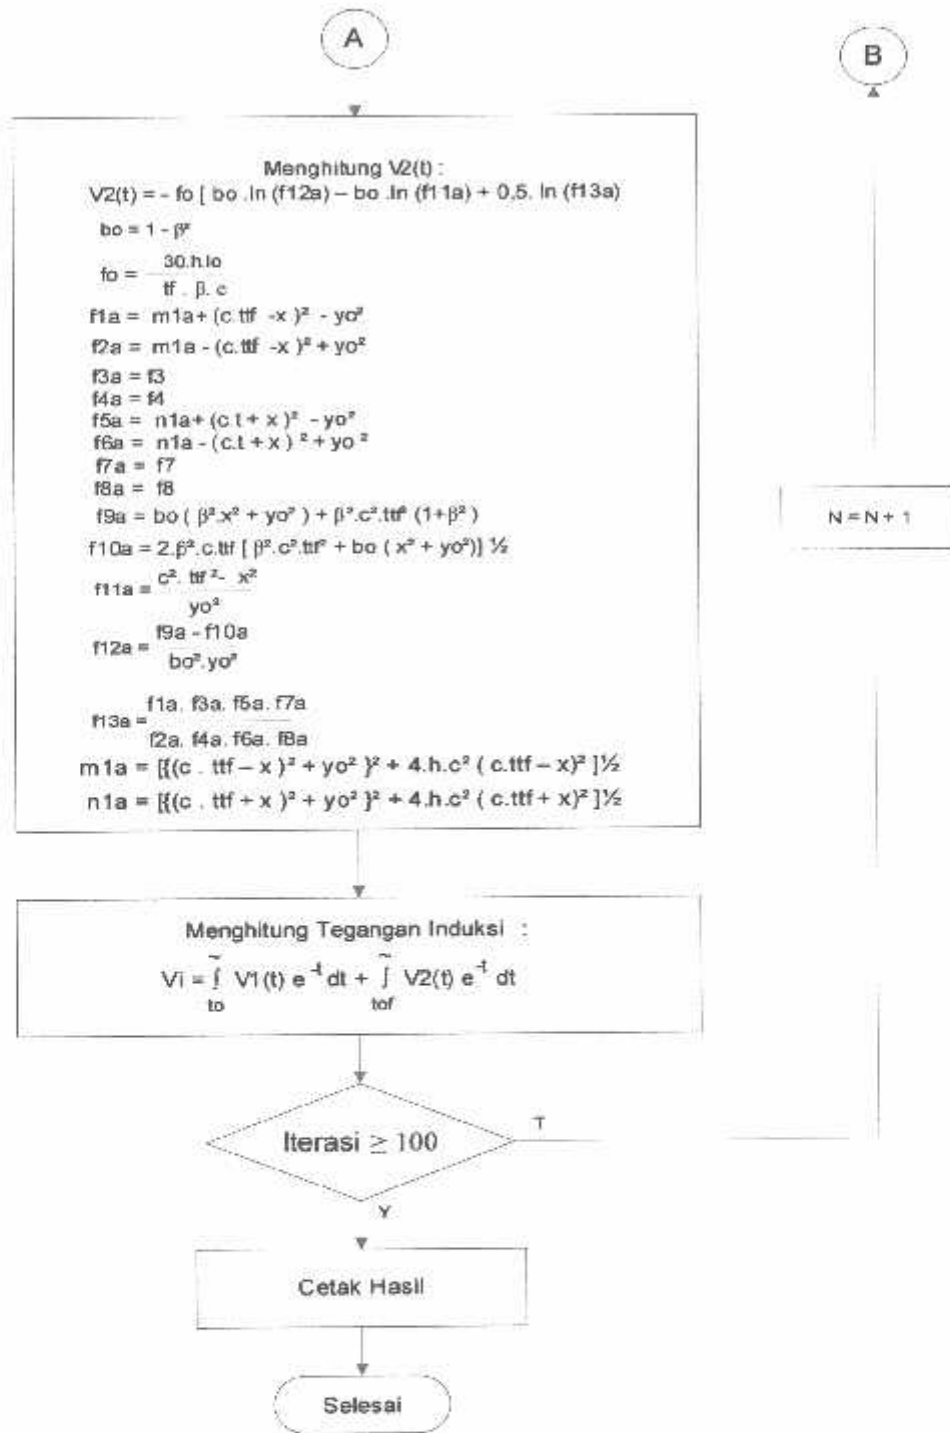 A
B
Menghitung V2(t) :
V2(t) = - fo [ bo .ln (f12a) – bo .ln (f11a) + 0,5. ln (f13a)
bo = 1 - β²
fo = 30.h.Io
tf . β. c
f1a = m1a+ (c.ttf -x )² - yo²
f2a = m1a - (c.ttf -x )² + yo²
f3a = f3
f4a = f4
f5a = n1a+ (c.t + x )² - yo²
f6a = n1a - (c.t + x ) ² + yo ²
f7a = f7
f8a = f8
f9a = bo ( β².x² + yo² ) + β².c².ttf² (1+β² )
f10a = 2.β².c.ttf [ β².c².ttf² + bo ( x² + yo²)] ½
f11a = c². ttf ² - x²
yo²
f12a = f9a - f10a
bo².yo²
f13a = f1a. f3a. f5a. f7a
f2a. f4a. f6a. f8a
m1a = [{(c . ttf – x )² + yo² }² + 4.h.c² ( c.ttf – x)² ]½
n1a = [{(c . ttf + x )² + yo² }² + 4.h.c² ( c.ttf + x)² ]½
N = N + 1
Menghitung Tegangan Induksi :
~ ~
Vi = ∫ V1(t) e⁻ᵗ dt + ∫ V2(t) e⁻ᵗ dt
to tof
Iterasi ≥ 100
T
Y
Cetak Hasil
Selesai